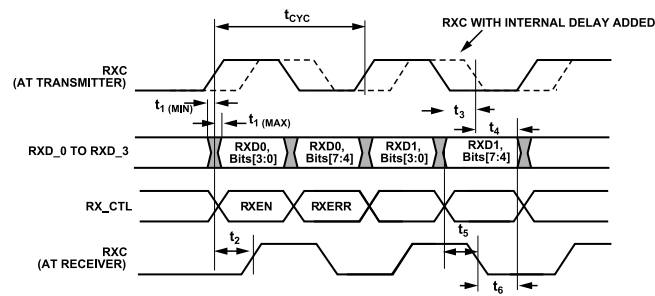 tCYC
RXC WITH INTERNAL DELAY ADDED
RXC
(AT TRANSMITTER)
t1 (MIN)
t1 (MAX)
t3
t4
RXD_0 TO RXD_3
RXD0,
Bits[3:0]
RXD0,
Bits[7:4]
RXD1,
Bits[3:0]
RXD1,
Bits[7:4]
RX_CTL
RXEN
RXERR
t2
t5
RXC
(AT RECEIVER)
t6